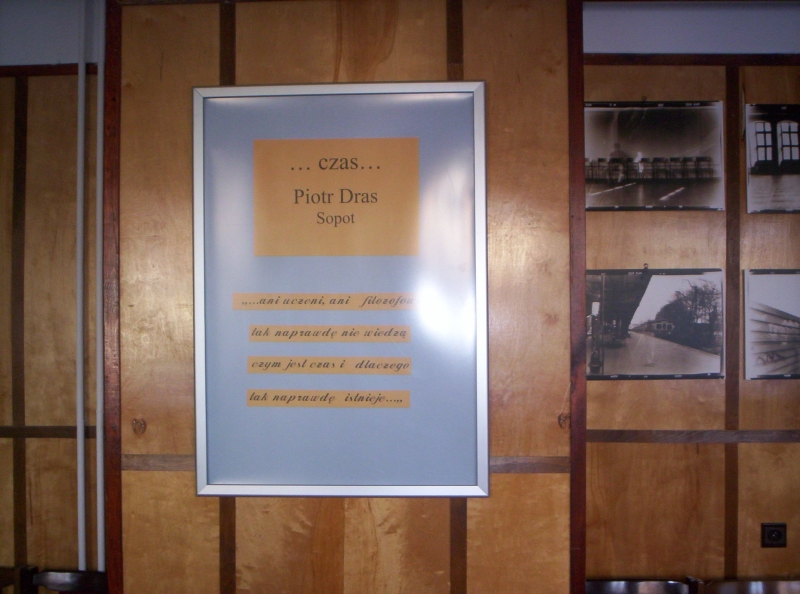 ... czas...
Piotr Dras
Sopot
„...ani uczeni, ani filozofowie
tak naprawdę nie wiedzą
czym jest czas i dlaczego
tak naprawdę istnieje...„